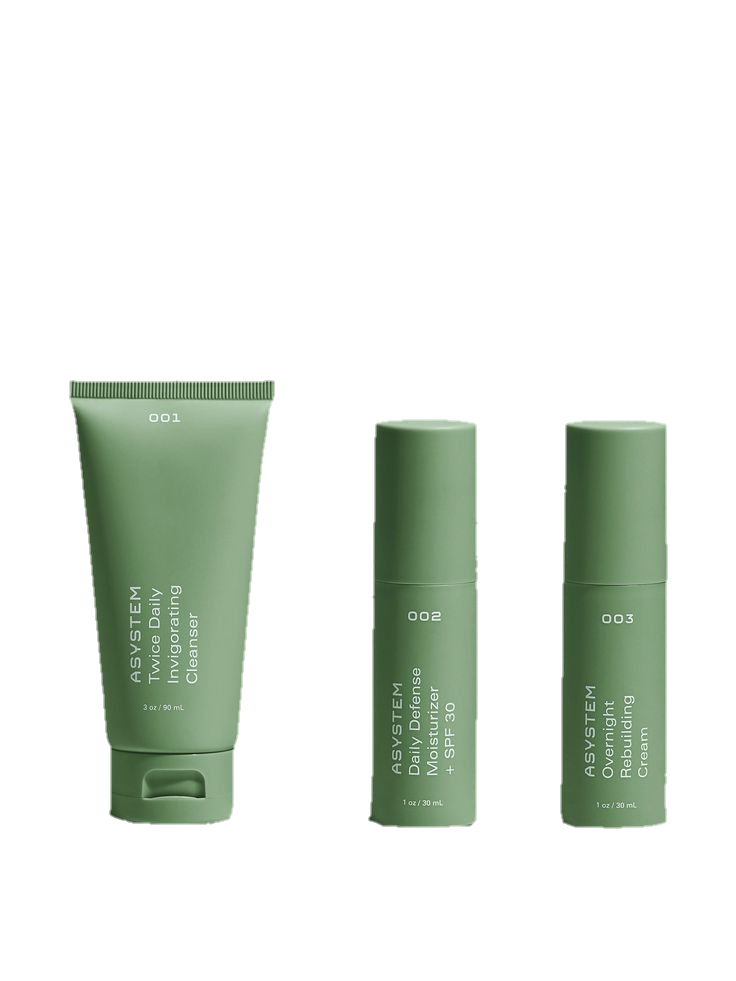 001
ASYSTEM
Twice Daily
Invigorating
Cleanser
3 oz / 90 mL
002
ASYSTEM
Daily Defense
Moisturizer
+ SPF 30
1 oz / 30 mL
003
ASYSTEM
Overnight
Rebuilding
Cream
1 oz / 30 mL